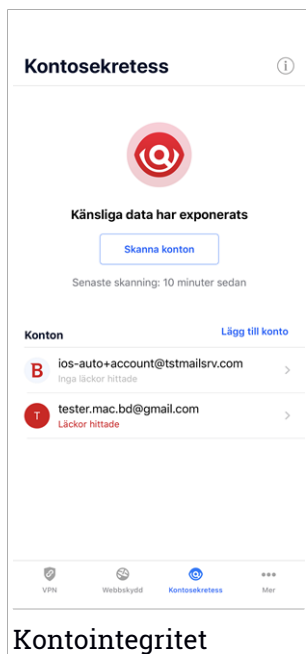 Kontosekretess
Känsliga data har exponerats
Skanna konton
Senaste skanning: 10 minuter sedan
Konton
Lägg till konto
B
ios-auto+account@tstmailsrv.com
Inga läckor hittade
T
tester.mac.bd@gmail.com
Läckor hittade
VPN
Webbskydd
Kontosekretess
Mer
Kontointegritet